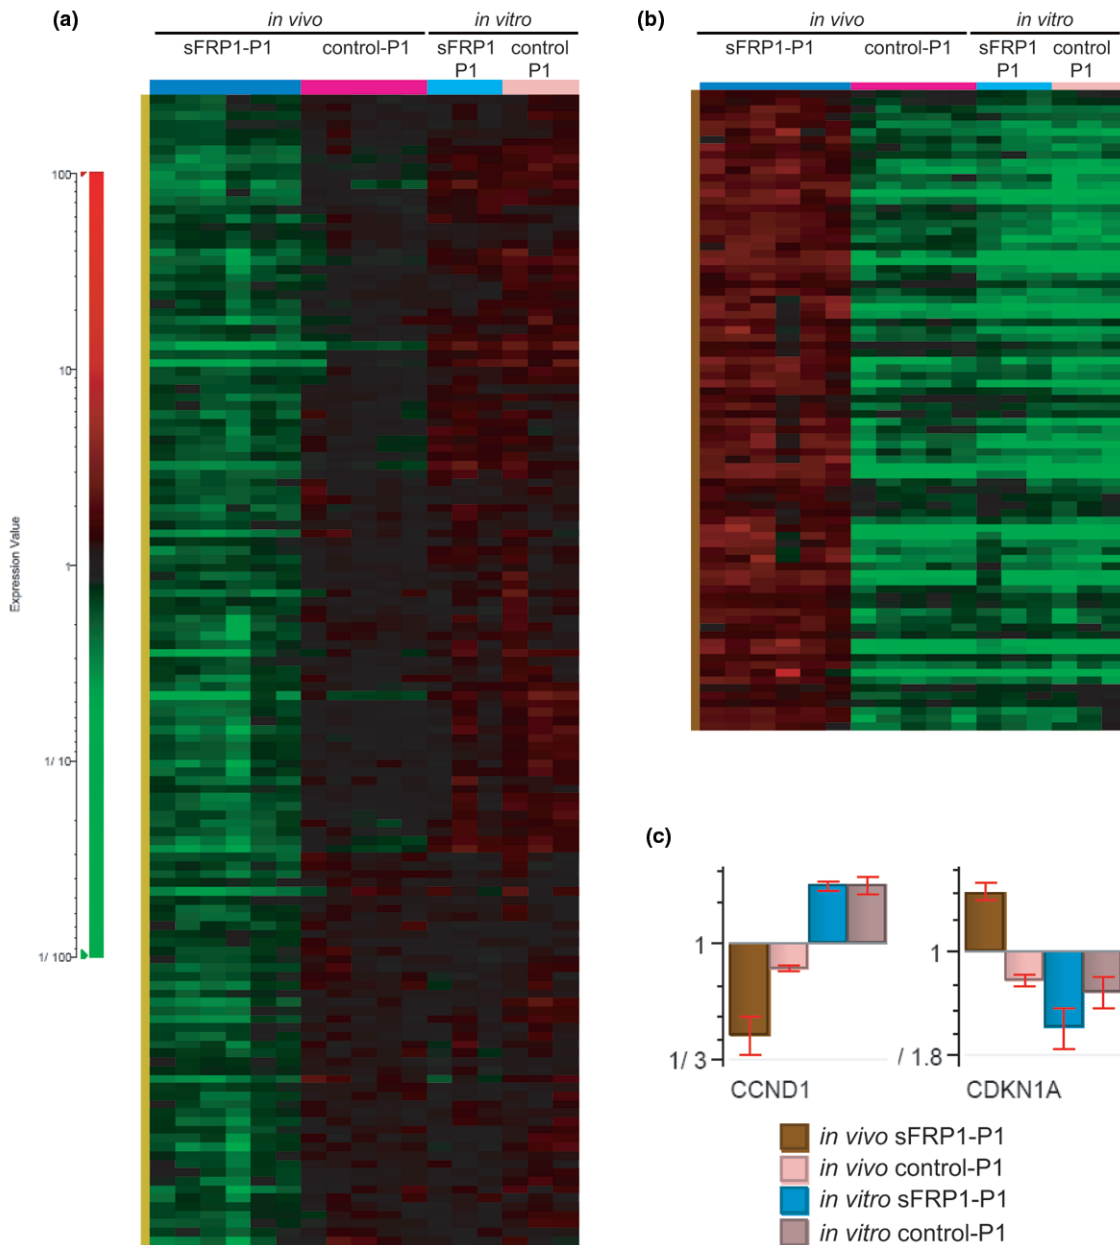 (a)
in vivo
in vitro
sFRP1-P1
control-P1
sFRP1
P1
control
P1
100
10
1
1/ 10
1/ 100
Expression Value
(b)
in vivo
in vitro
sFRP1-P1
control-P1
sFRP1
P1
control
P1
(c)
1
1/ 3
CCND1
1
/ 1.8
CDKN1A
in vivo sFRP1-P1
in vivo control-P1
in vitro sFRP1-P1
in vitro control-P1